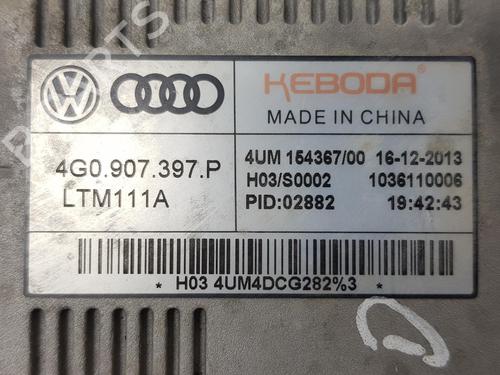 KEBODA®
MADE IN CHINA
4G0.907.397.P
LTM111A
4UM 154367/00 16-12-2013
H03/S0002 1036110006
PID:02882 19:42:43
* H03 4UM4DCG282%3 *